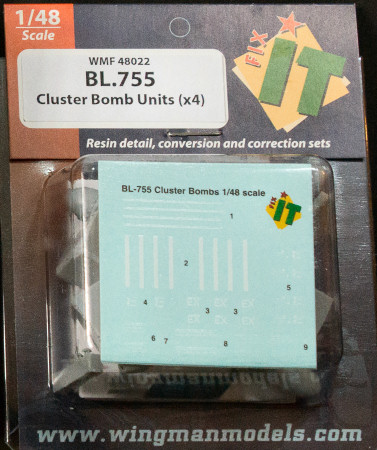 1/48
Scale
WMF 48022
BL.755
Cluster Bomb Units (x4)
FIX
IT
Resin detail, conversion and correction sets
BL-755 Cluster Bombs 1/48 scale
FIX
IT
1
2
5
4
3
3
6
7
8
9
www.wingmanmodels.com